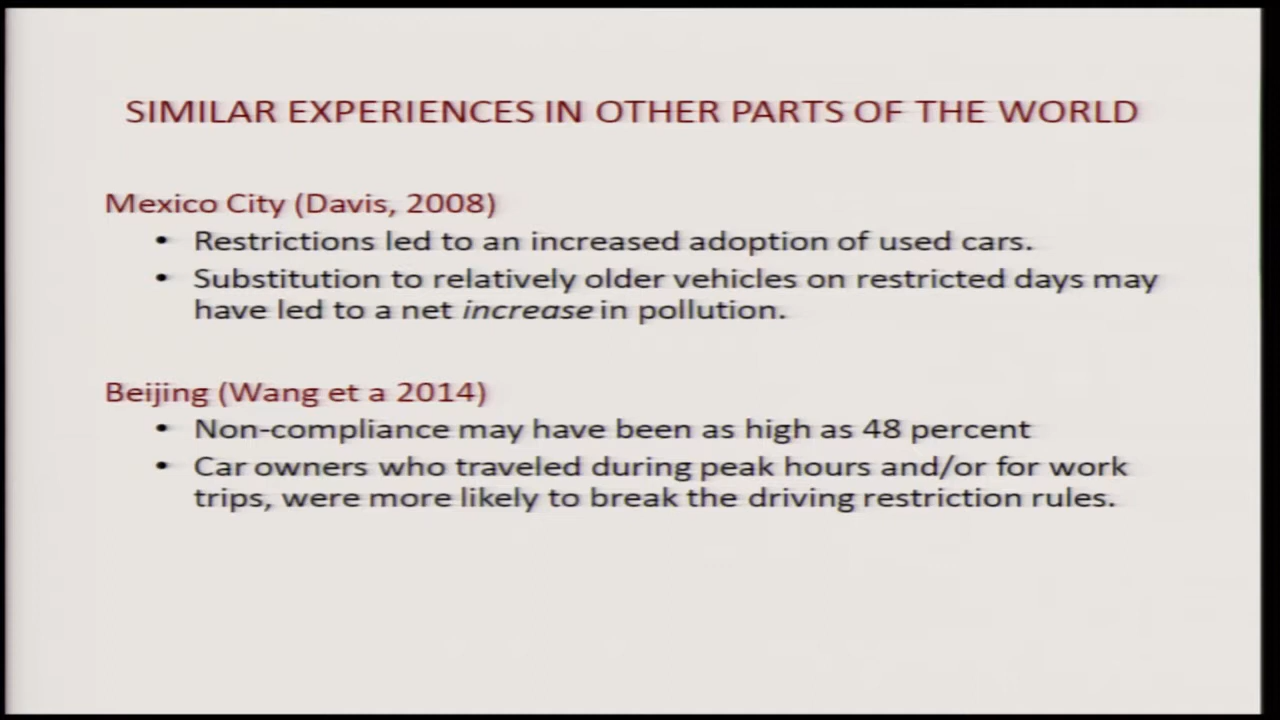 SIMILAR EXPERIENCES IN OTHER PARTS OF THE WORLD
Mexico City (Davis, 2008)
• Restrictions led to an increased adoption of used cars.
• Substitution to relatively older vehicles on restricted days may
have led to a net increase in pollution.
Beijing (Wang et a 2014)
• Non-compliance may have been as high as 48 percent
• Car owners who traveled during peak hours and/or for work
trips, were more likely to break the driving restriction rules.